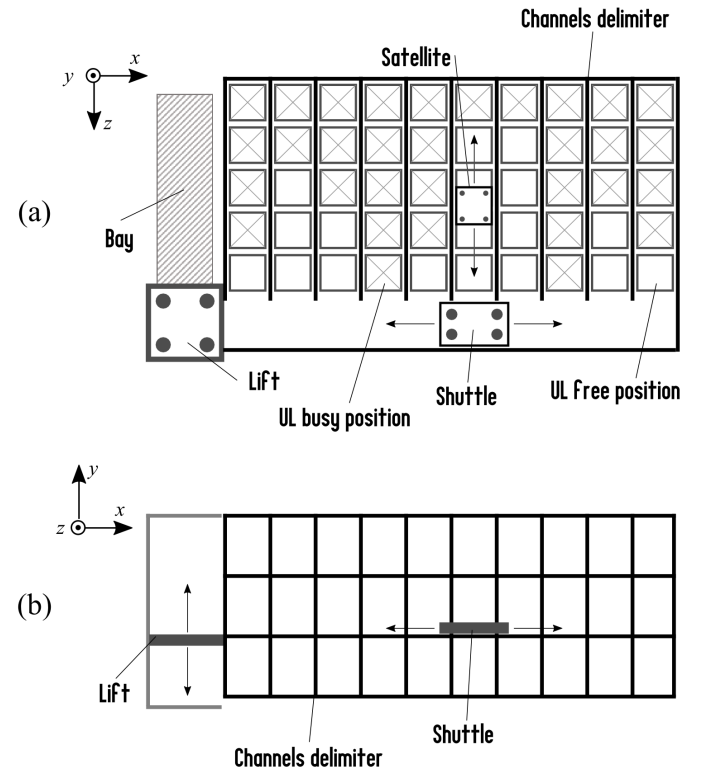 Channels delimiter
Satellite
y
x
z
(a)
Bay
Lift
Shuttle
UL free position
UL busy position
y
x
z
(b)
Lift
Shuttle
Channels delimiter